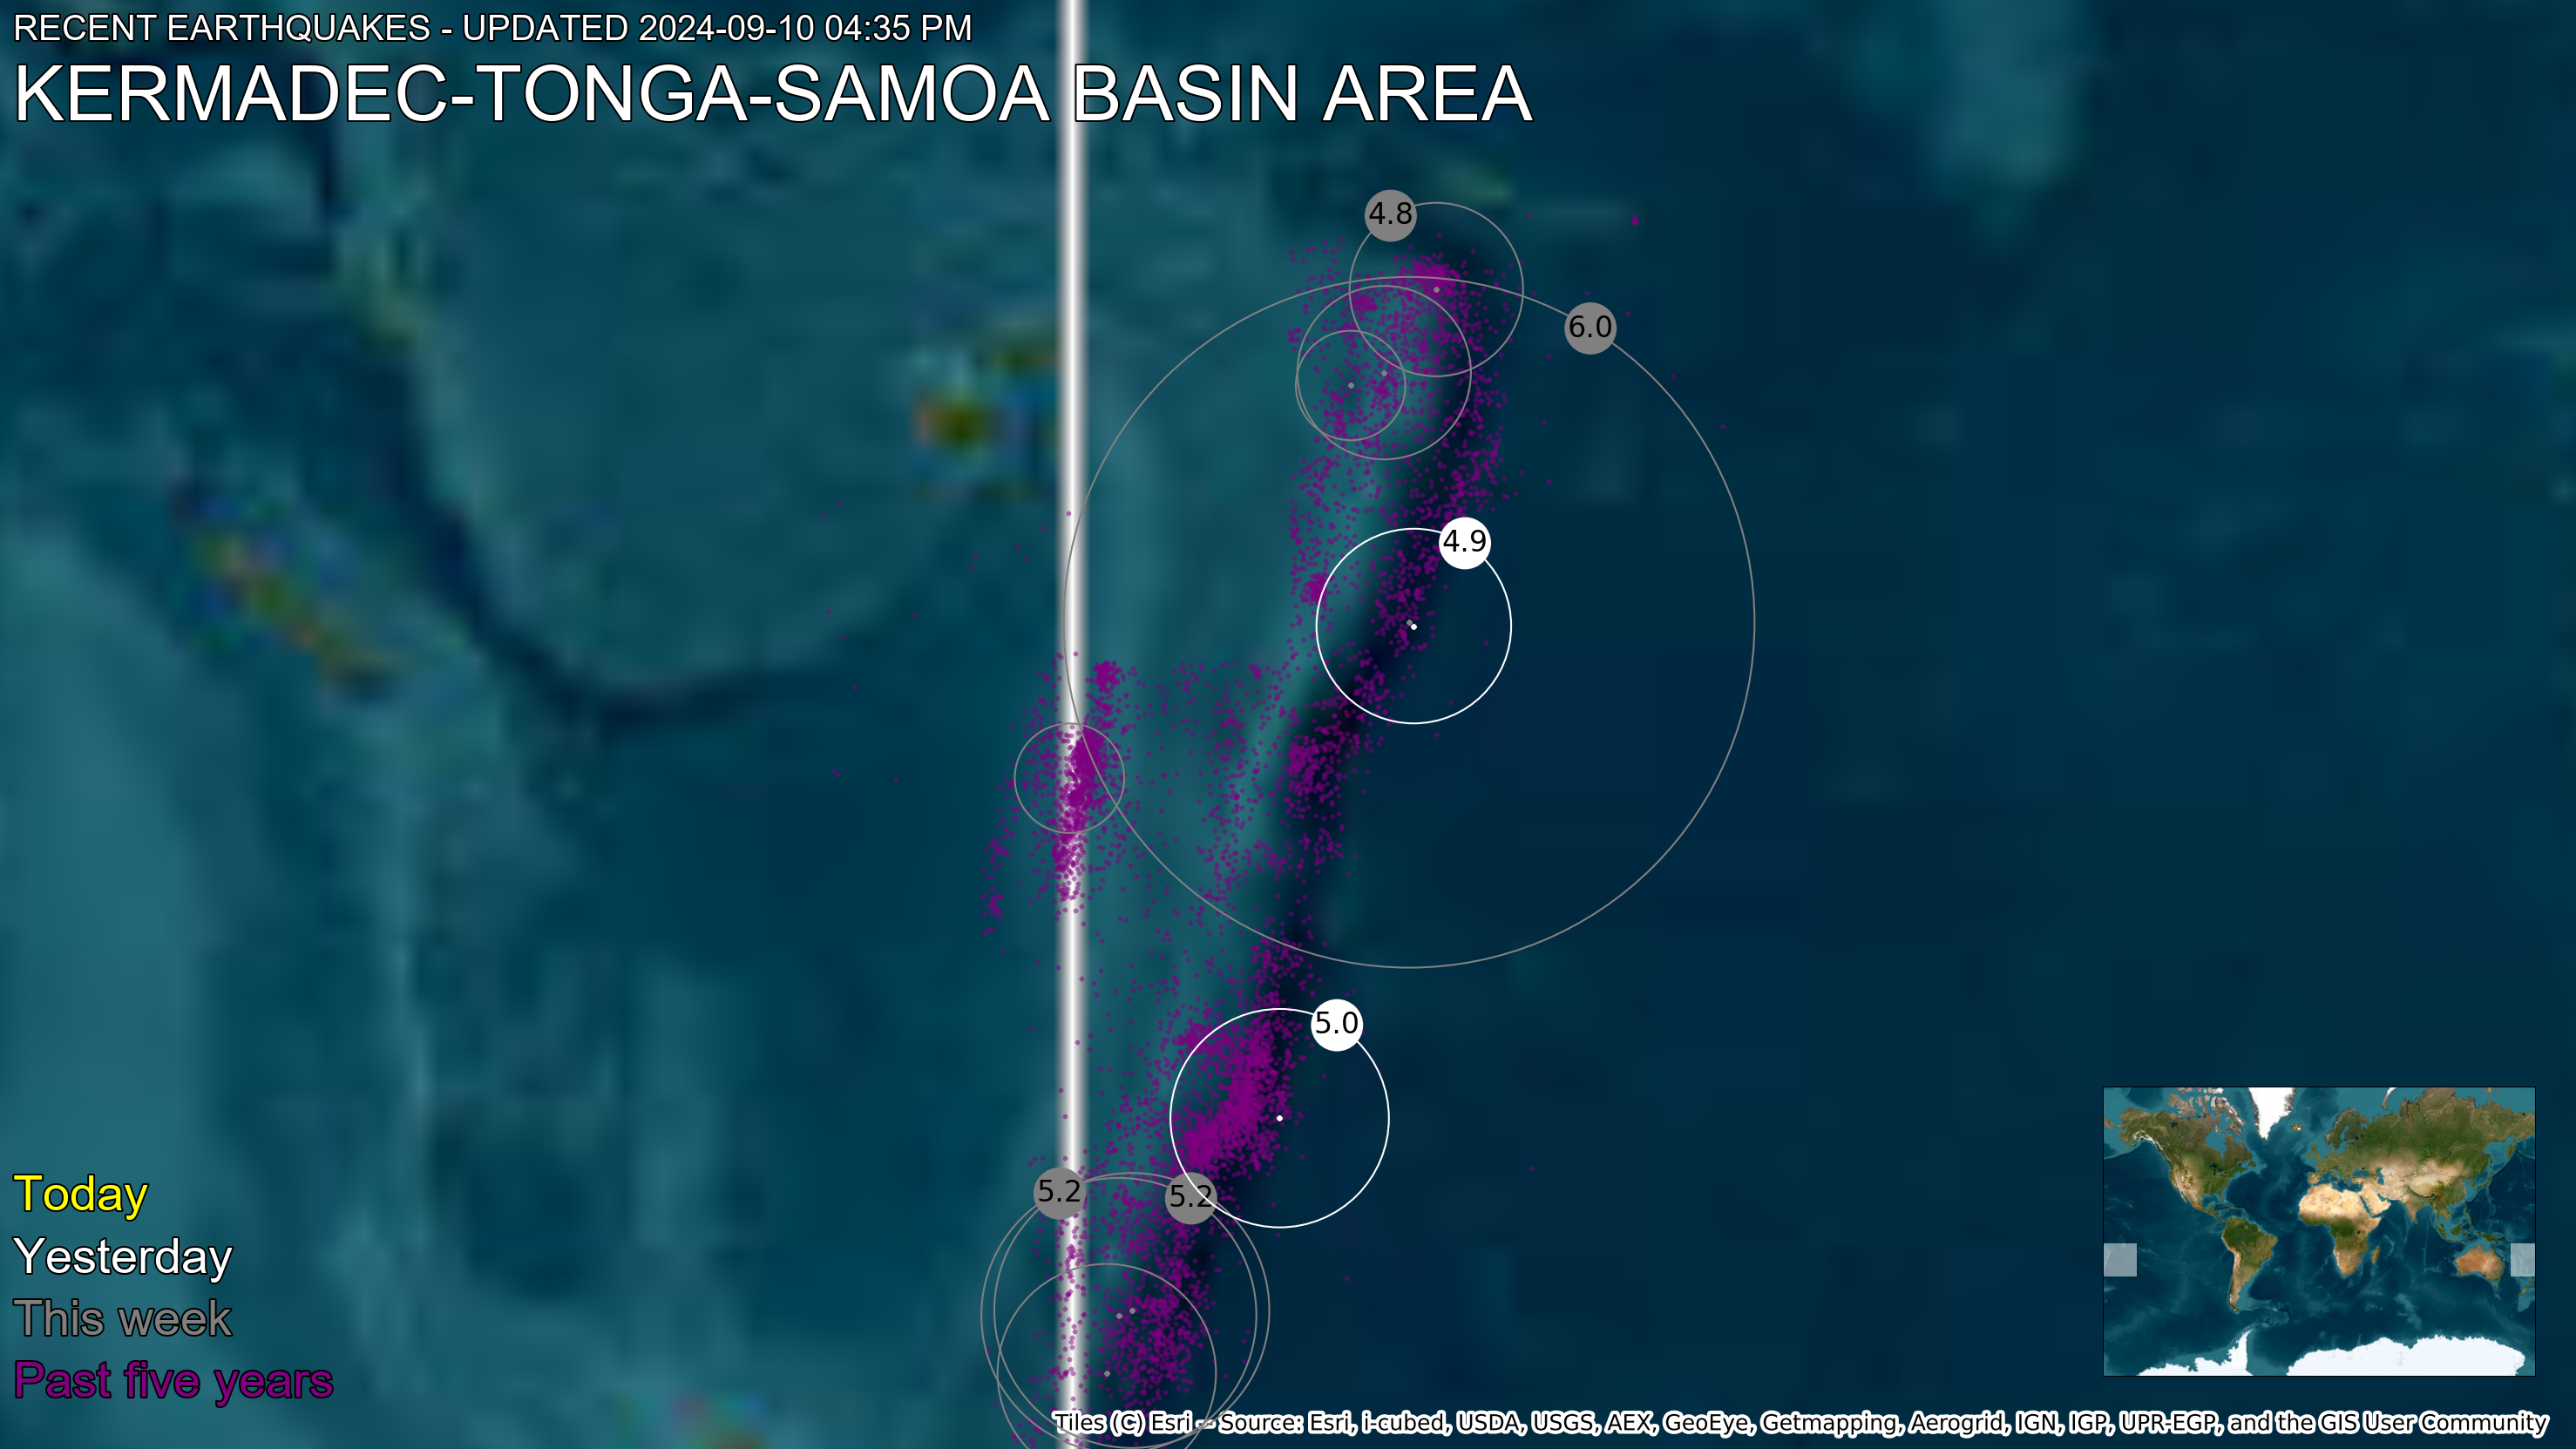 RECENT EARTHQUAKES - UPDATED 2024-09-10 04:35 PM
KERMADEC-TONGA-SAMOA BASIN AREA
4.8
6.0
4.9
5.0
5.2
5.2
Today
Yesterday
This week
Past five years
Tiles (C) Esri -- Source: Esri, i-cubed, USDA, USGS, AEX, GeoEye, Getmapping, Aerogrid, IGN, IGP, UPR-EGP, and the GIS User Community